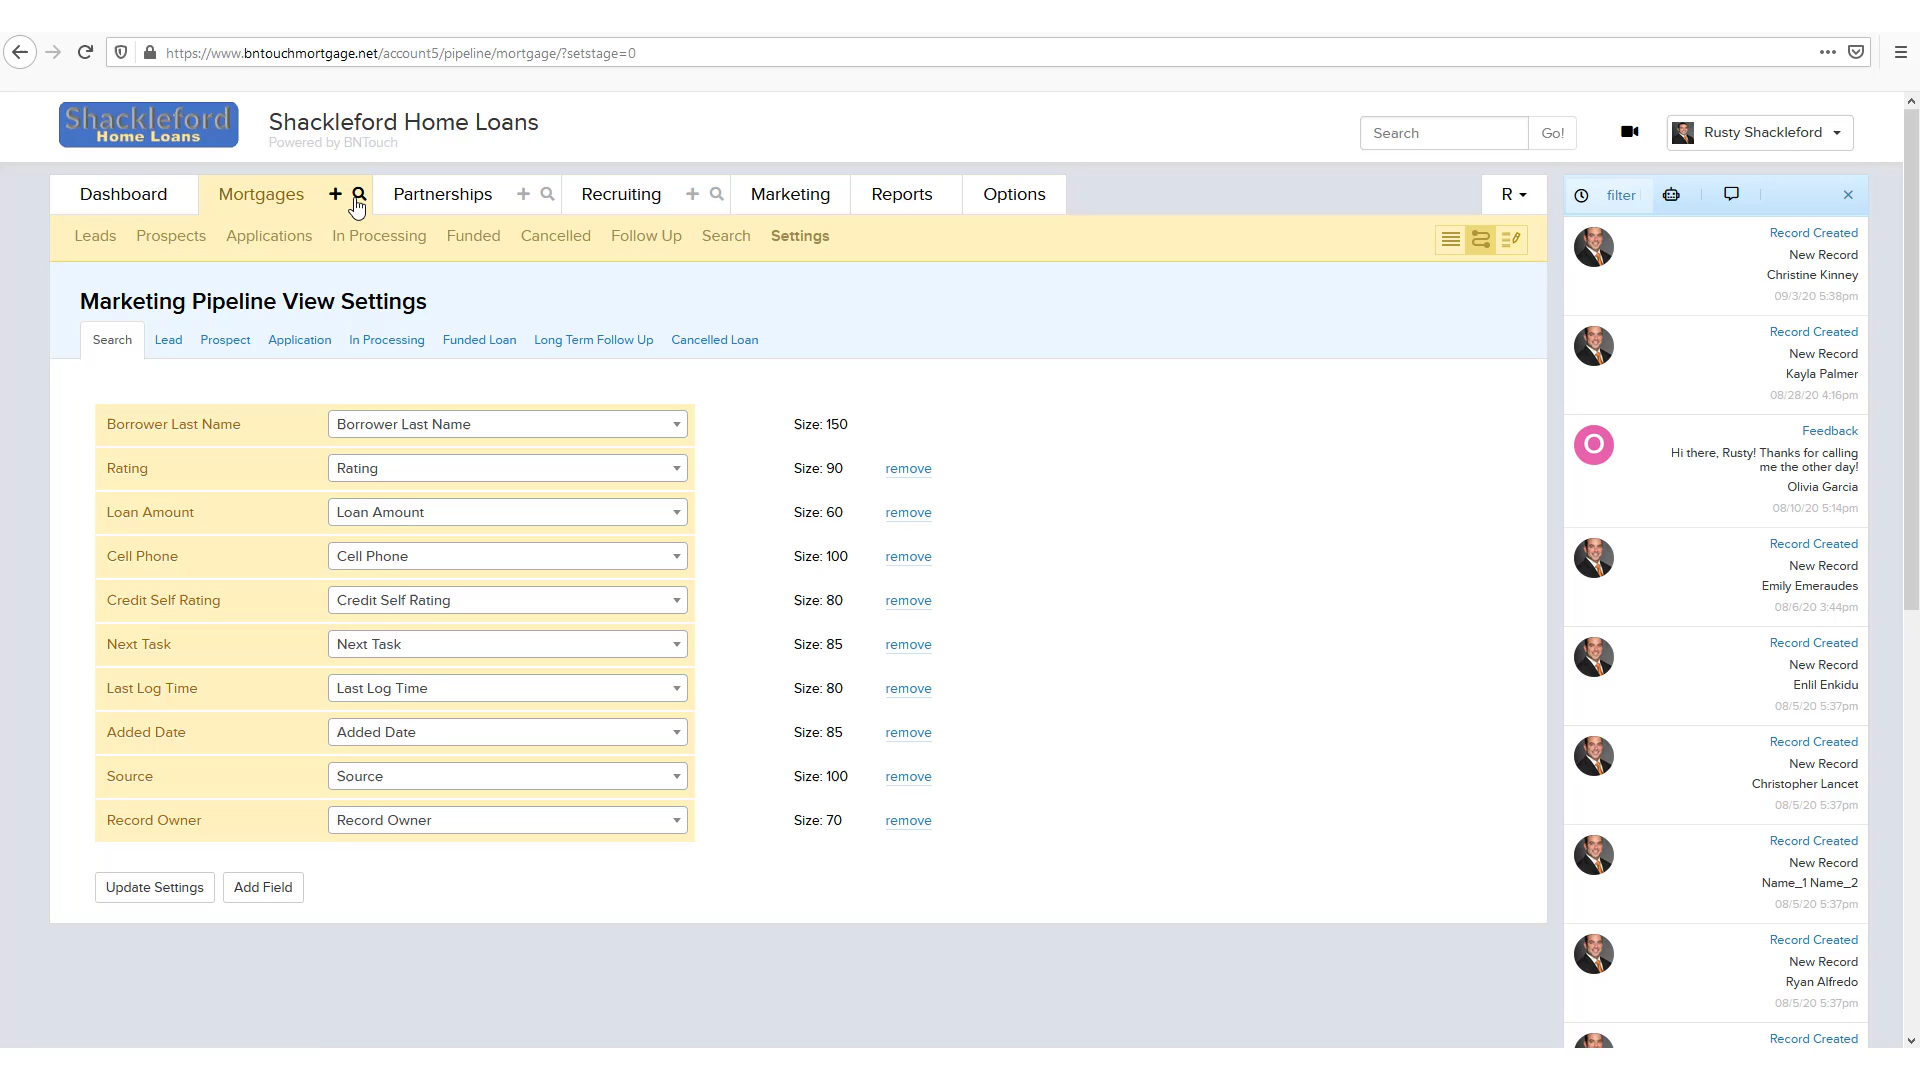 https://www.bntouchmortgage.net/account5/pipeline/mortgage/?setstage=0
Shackleford
Home Loans
Shackleford Home Loans
Powered by BNTouch
Search
Go!
Rusty Shackleford
Dashboard
Mortgages
Partnerships
Recruiting
Marketing
Reports
Options
R
Leads
Prospects
Applications
In Processing
Funded
Cancelled
Follow Up
Search
Settings
Marketing Pipeline View Settings
Search
Lead
Prospect
Application
In Processing
Funded Loan
Long Term Follow Up
Cancelled Loan
Borrower Last Name Borrower Last Name Size: 150
Rating Rating Size: 90 remove
Loan Amount Loan Amount Size: 60 remove
Cell Phone Cell Phone Size: 100 remove
Credit Self Rating Credit Self Rating Size: 80 remove
Next Task Next Task Size: 85 remove
Last Log Time Last Log Time Size: 80 remove
Added Date Added Date Size: 85 remove
Source Source Size: 100 remove
Record Owner Record Owner Size: 70 remove
Update Settings
Add Field
filter
Record Created
New Record
Christine Kinney
09/3/20 5:38pm
Record Created
New Record
Kayla Palmer
08/28/20 4:16pm
O
Feedback
Hi there, Rusty! Thanks for calling
me the other day!
Olivia Garcia
08/10/20 5:14pm
Record Created
New Record
Emily Emeraudes
08/6/20 3:44pm
Record Created
New Record
Enlil Enkidu
08/5/20 5:37pm
Record Created
New Record
Christopher Lancet
08/5/20 5:37pm
Record Created
New Record
Name_1 Name_2
08/5/20 5:37pm
Record Created
New Record
Ryan Alfredo
08/5/20 5:37pm
Record Created